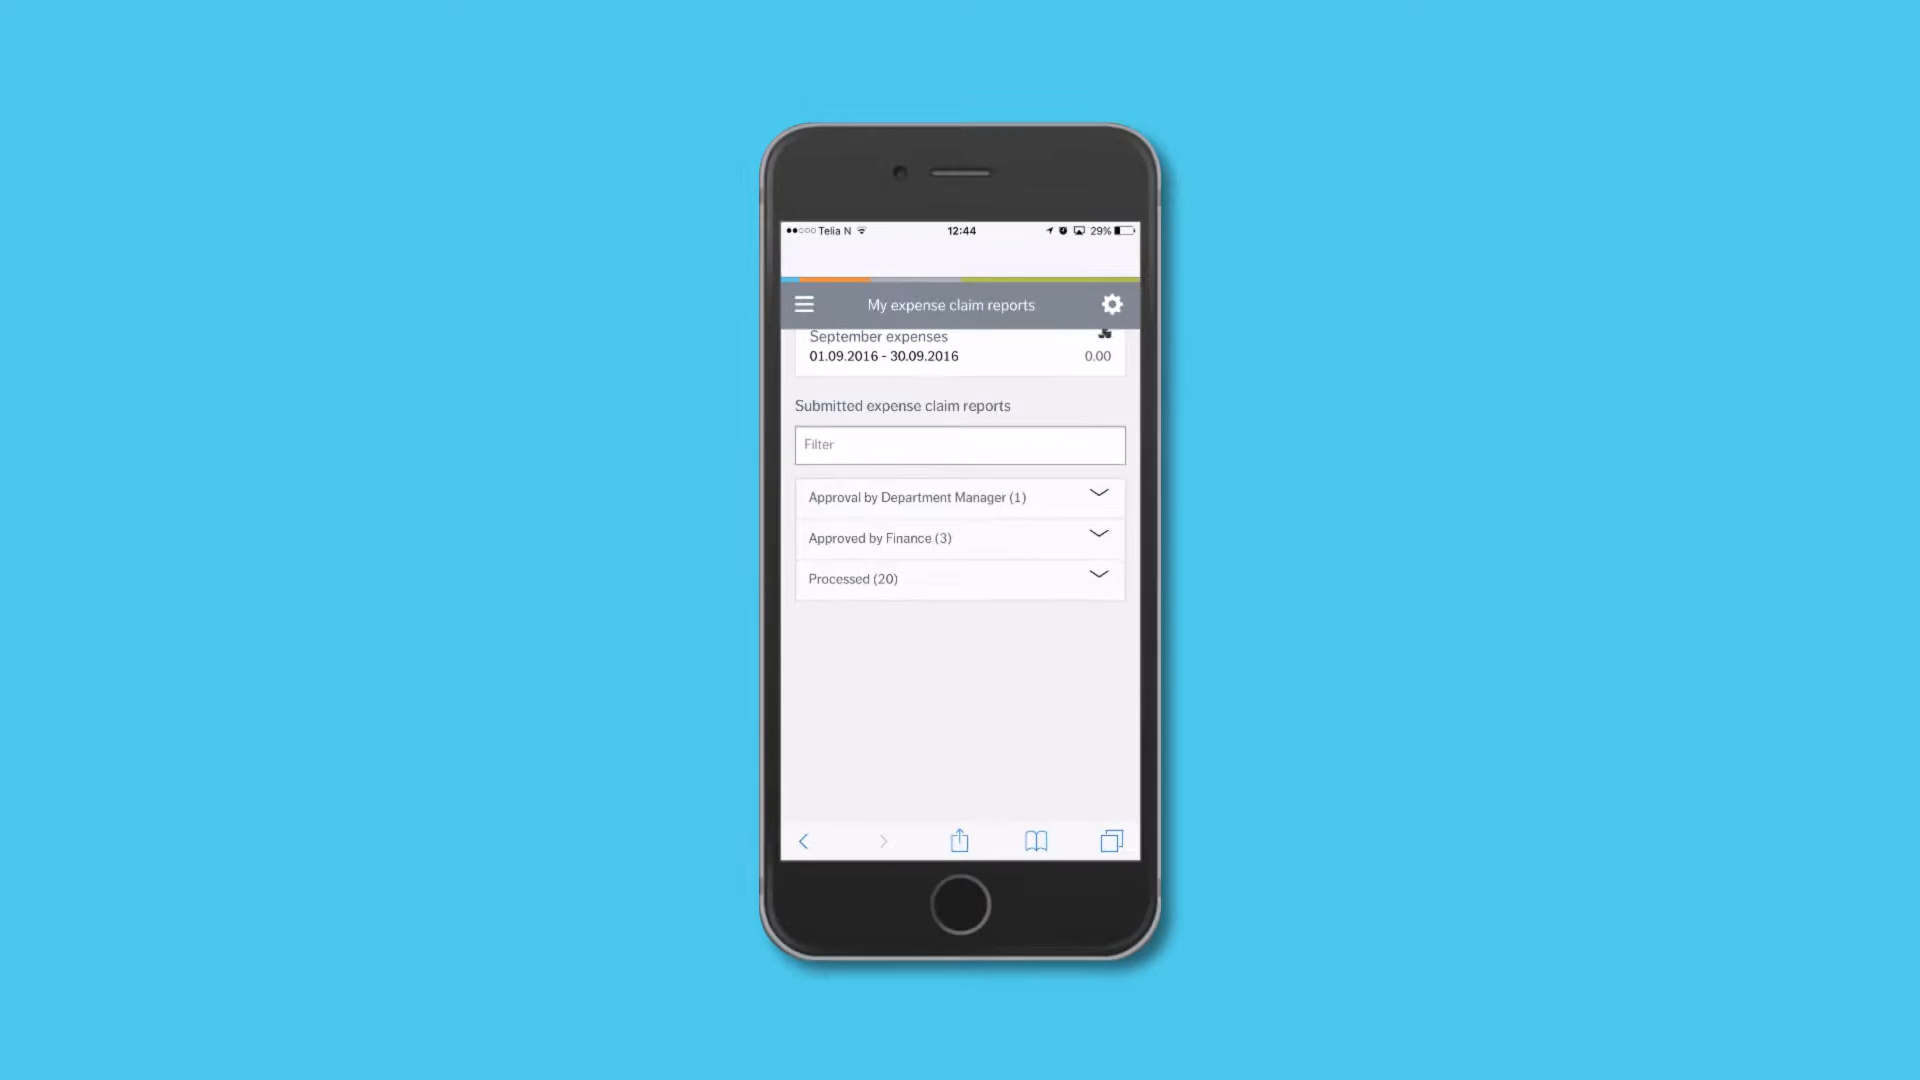 Telia N
12:44
29%
My expense claim reports
September expenses
01.09.2016 - 30.09.2016
0.00
Submitted expense claim reports
Filter
Approval by Department Manager (1)
Approved by Finance (3)
Processed (20)